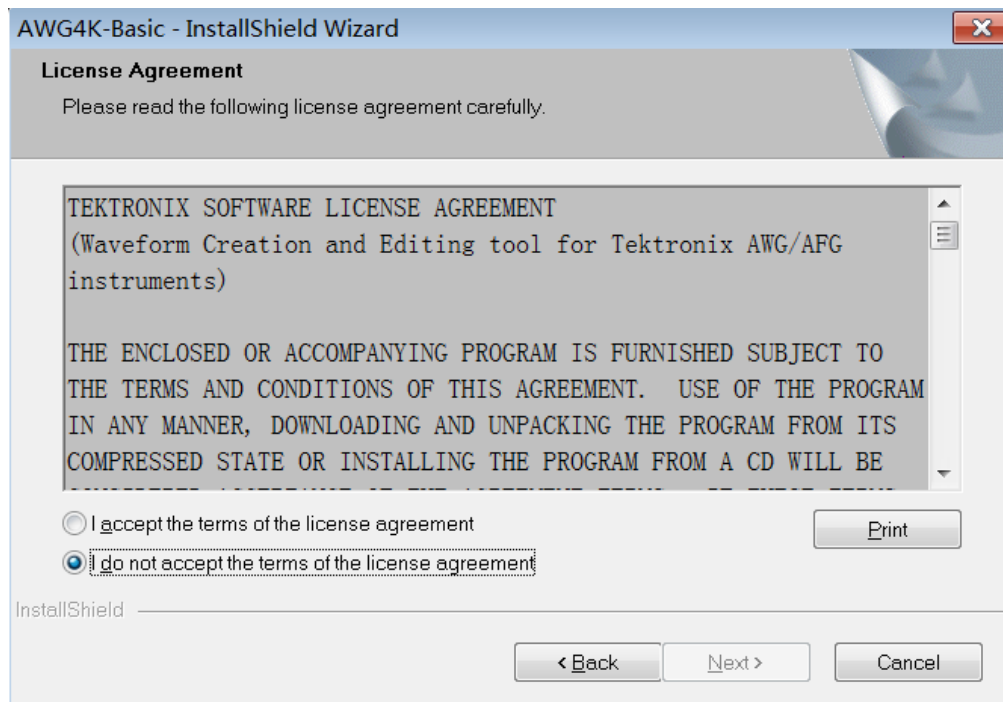 AWG4K-Basic - InstallShield Wizard
License Agreement
Please read the following license agreement carefully.
TEKTRONIX SOFTWARE LICENSE AGREEMENT
(Waveform Creation and Editing tool for Tektronix AWG/AFG
instruments)
THE ENCLOSED OR ACCOMPANYING PROGRAM IS FURNISHED SUBJECT TO
THE TERMS AND CONDITIONS OF THIS AGREEMENT.  USE OF THE PROGRAM
IN ANY MANNER, DOWNLOADING AND UNPACKING THE PROGRAM FROM ITS
COMPRESSED STATE OR INSTALLING THE PROGRAM FROM A CD WILL BE
I accept the terms of the license agreement
Print
I do not accept the terms of the license agreement
InstallShield
< Back
Next >
Cancel